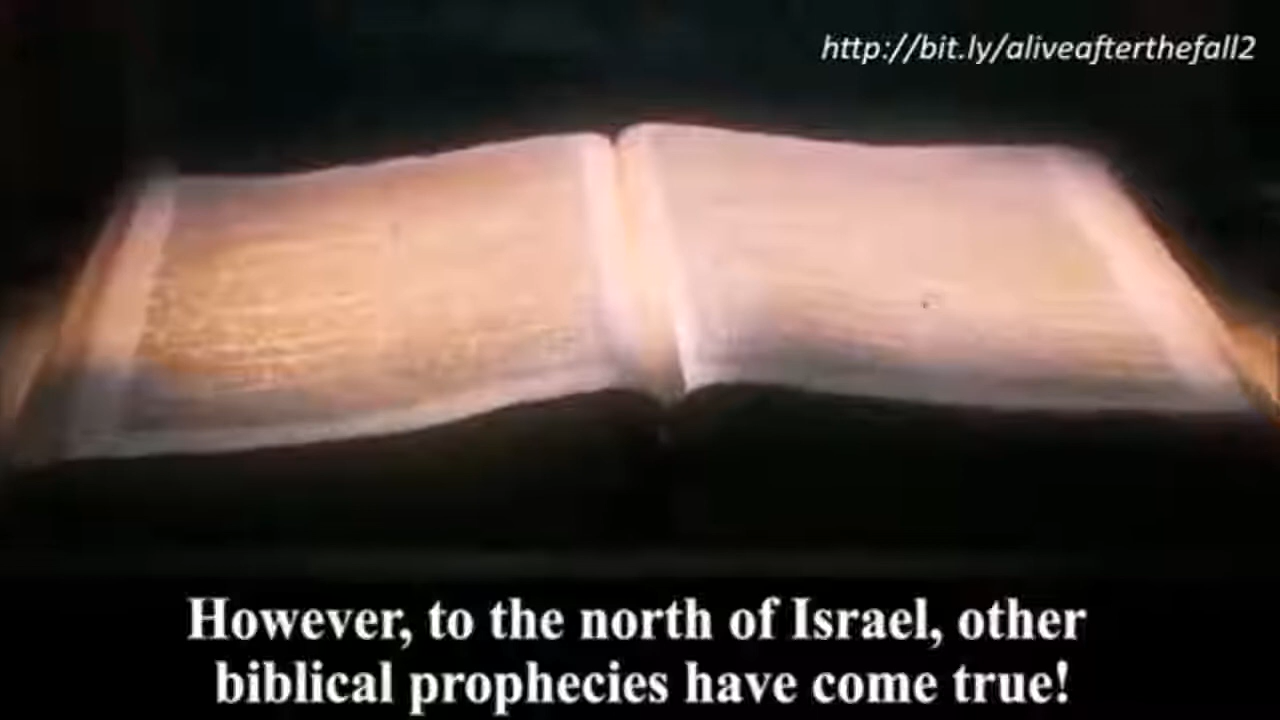 http://bit.ly/aliveafterthefall2
However, to the north of Israel, other
biblical prophecies have come true!